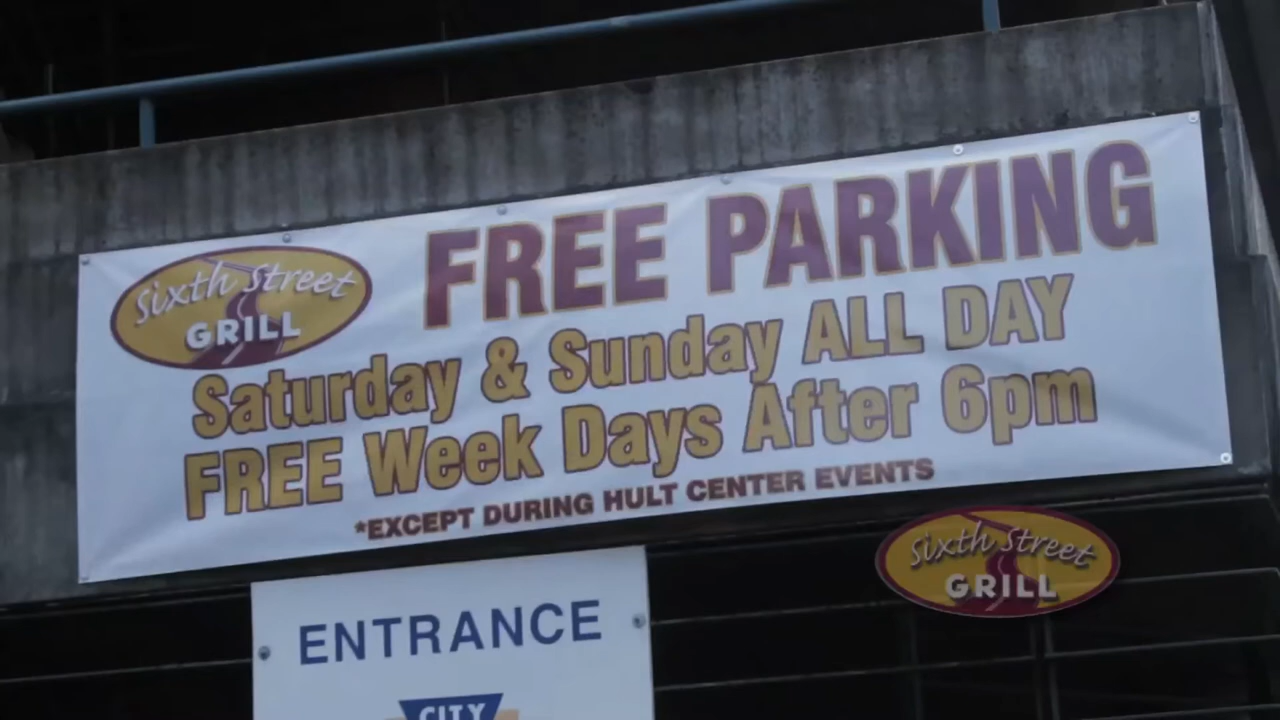 Sixth Street
GRILL
FREE PARKING
Saturday & Sunday ALL DAY
FREE Week Days After 6pm
*EXCEPT DURING HULT CENTER EVENTS
Sixth Street
GRILL
ENTRANCE
CITY